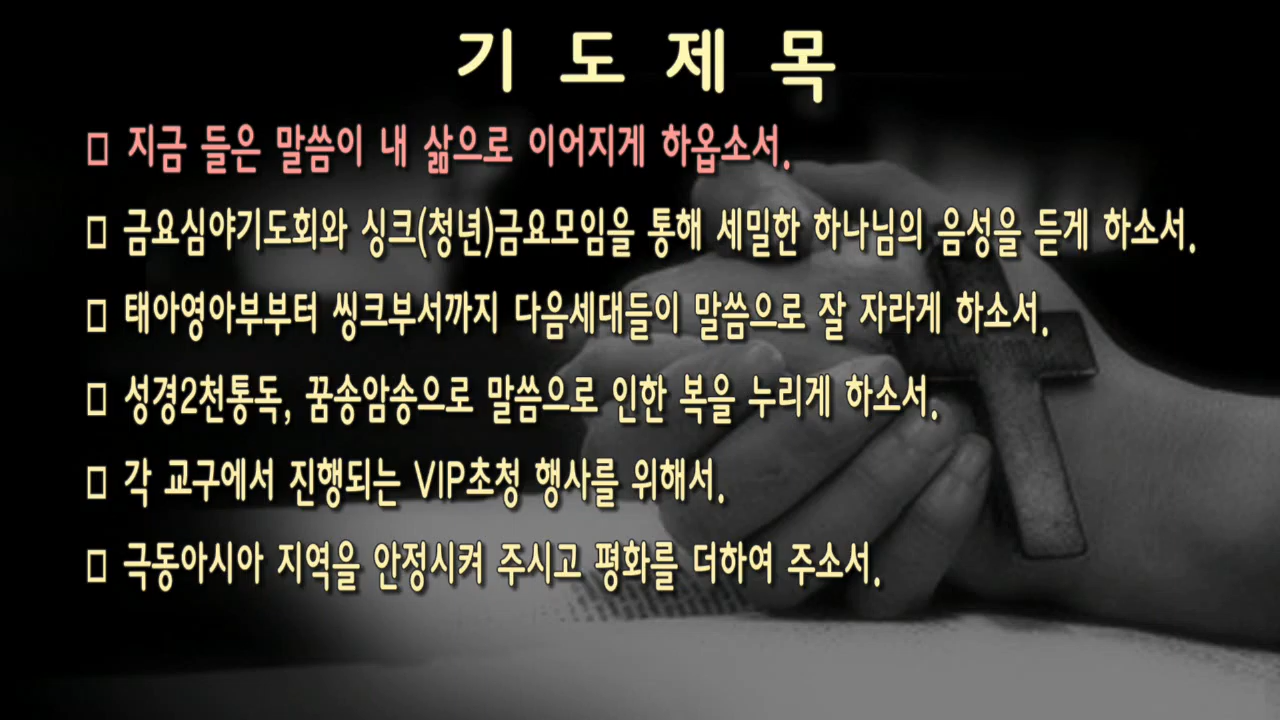 기 도 제 목
□ 지금 들은 말씀이 내 삶으로 이어지게 하옵소서.
□ 금요심야기도회와 싱크(청년)금요모임을 통해 세밀한 하나님의 음성을 듣게 하소서.
□ 태아영아부부터 씽크부서까지 다음세대들이 말씀으로 잘 자라게 하소서.
□ 성경2천통독, 꿈송암송으로 말씀으로 인한 복을 누리게 하소서.
□ 각 교구에서 진행되는 VIP초청 행사를 위해서.
□ 극동아시아 지역을 안정시켜 주시고 평화를 더하여 주소서.